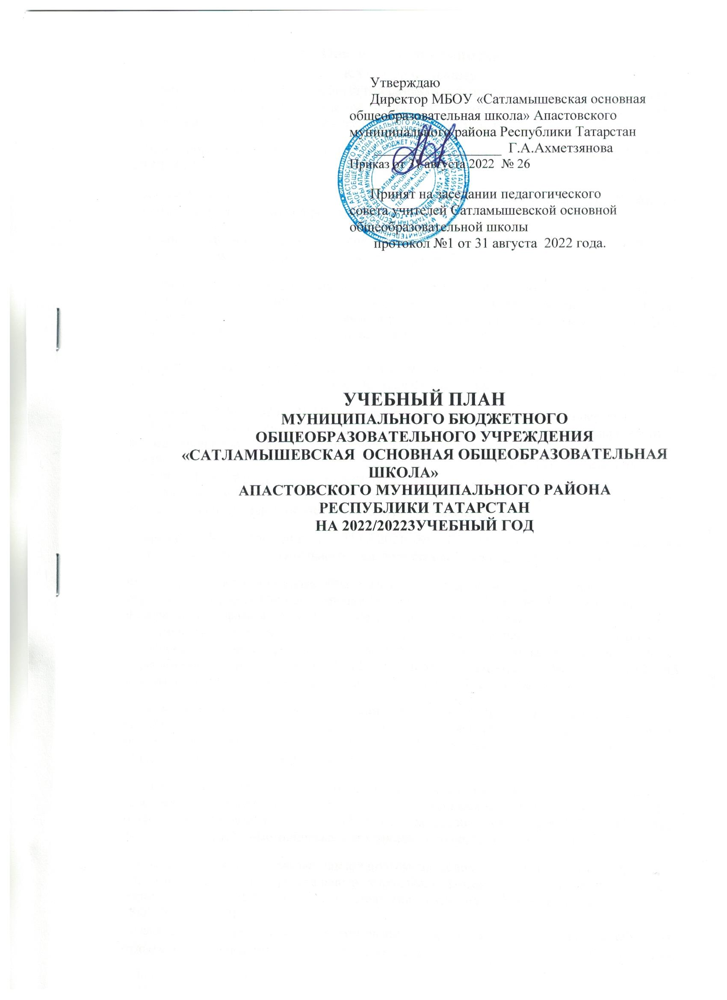 Утверждаю
Директор МБОУ «Сатламышевская основная
общеобразовательная школа» Апастовского
муниципального района Республики Татарстан
____________________ Г.А.Ахметзянова
Приказ от 31 августа 2022 № 26
Принят на заседании педагогического
совета учителей Сатламышевской основной
общеобразовательной школы
протокол №1 от 31 августа 2022 года.
УЧЕБНЫЙ ПЛАН
МУНИЦИПАЛЬНОГО БЮДЖЕТНОГО
ОБЩЕОБРАЗОВАТЕЛЬНОГО УЧРЕЖДЕНИЯ
«САТЛАМЫШЕВСКАЯ ОСНОВНАЯ ОБЩЕОБРАЗОВАТЕЛЬНАЯ
ШКОЛА»
АПАСТОВСКОГО МУНИЦИПАЛЬНОГО РАЙОНА
РЕСПУБЛИКИ ТАТАРСТАН
НА 2022/20223УЧЕБНЫЙ ГОД